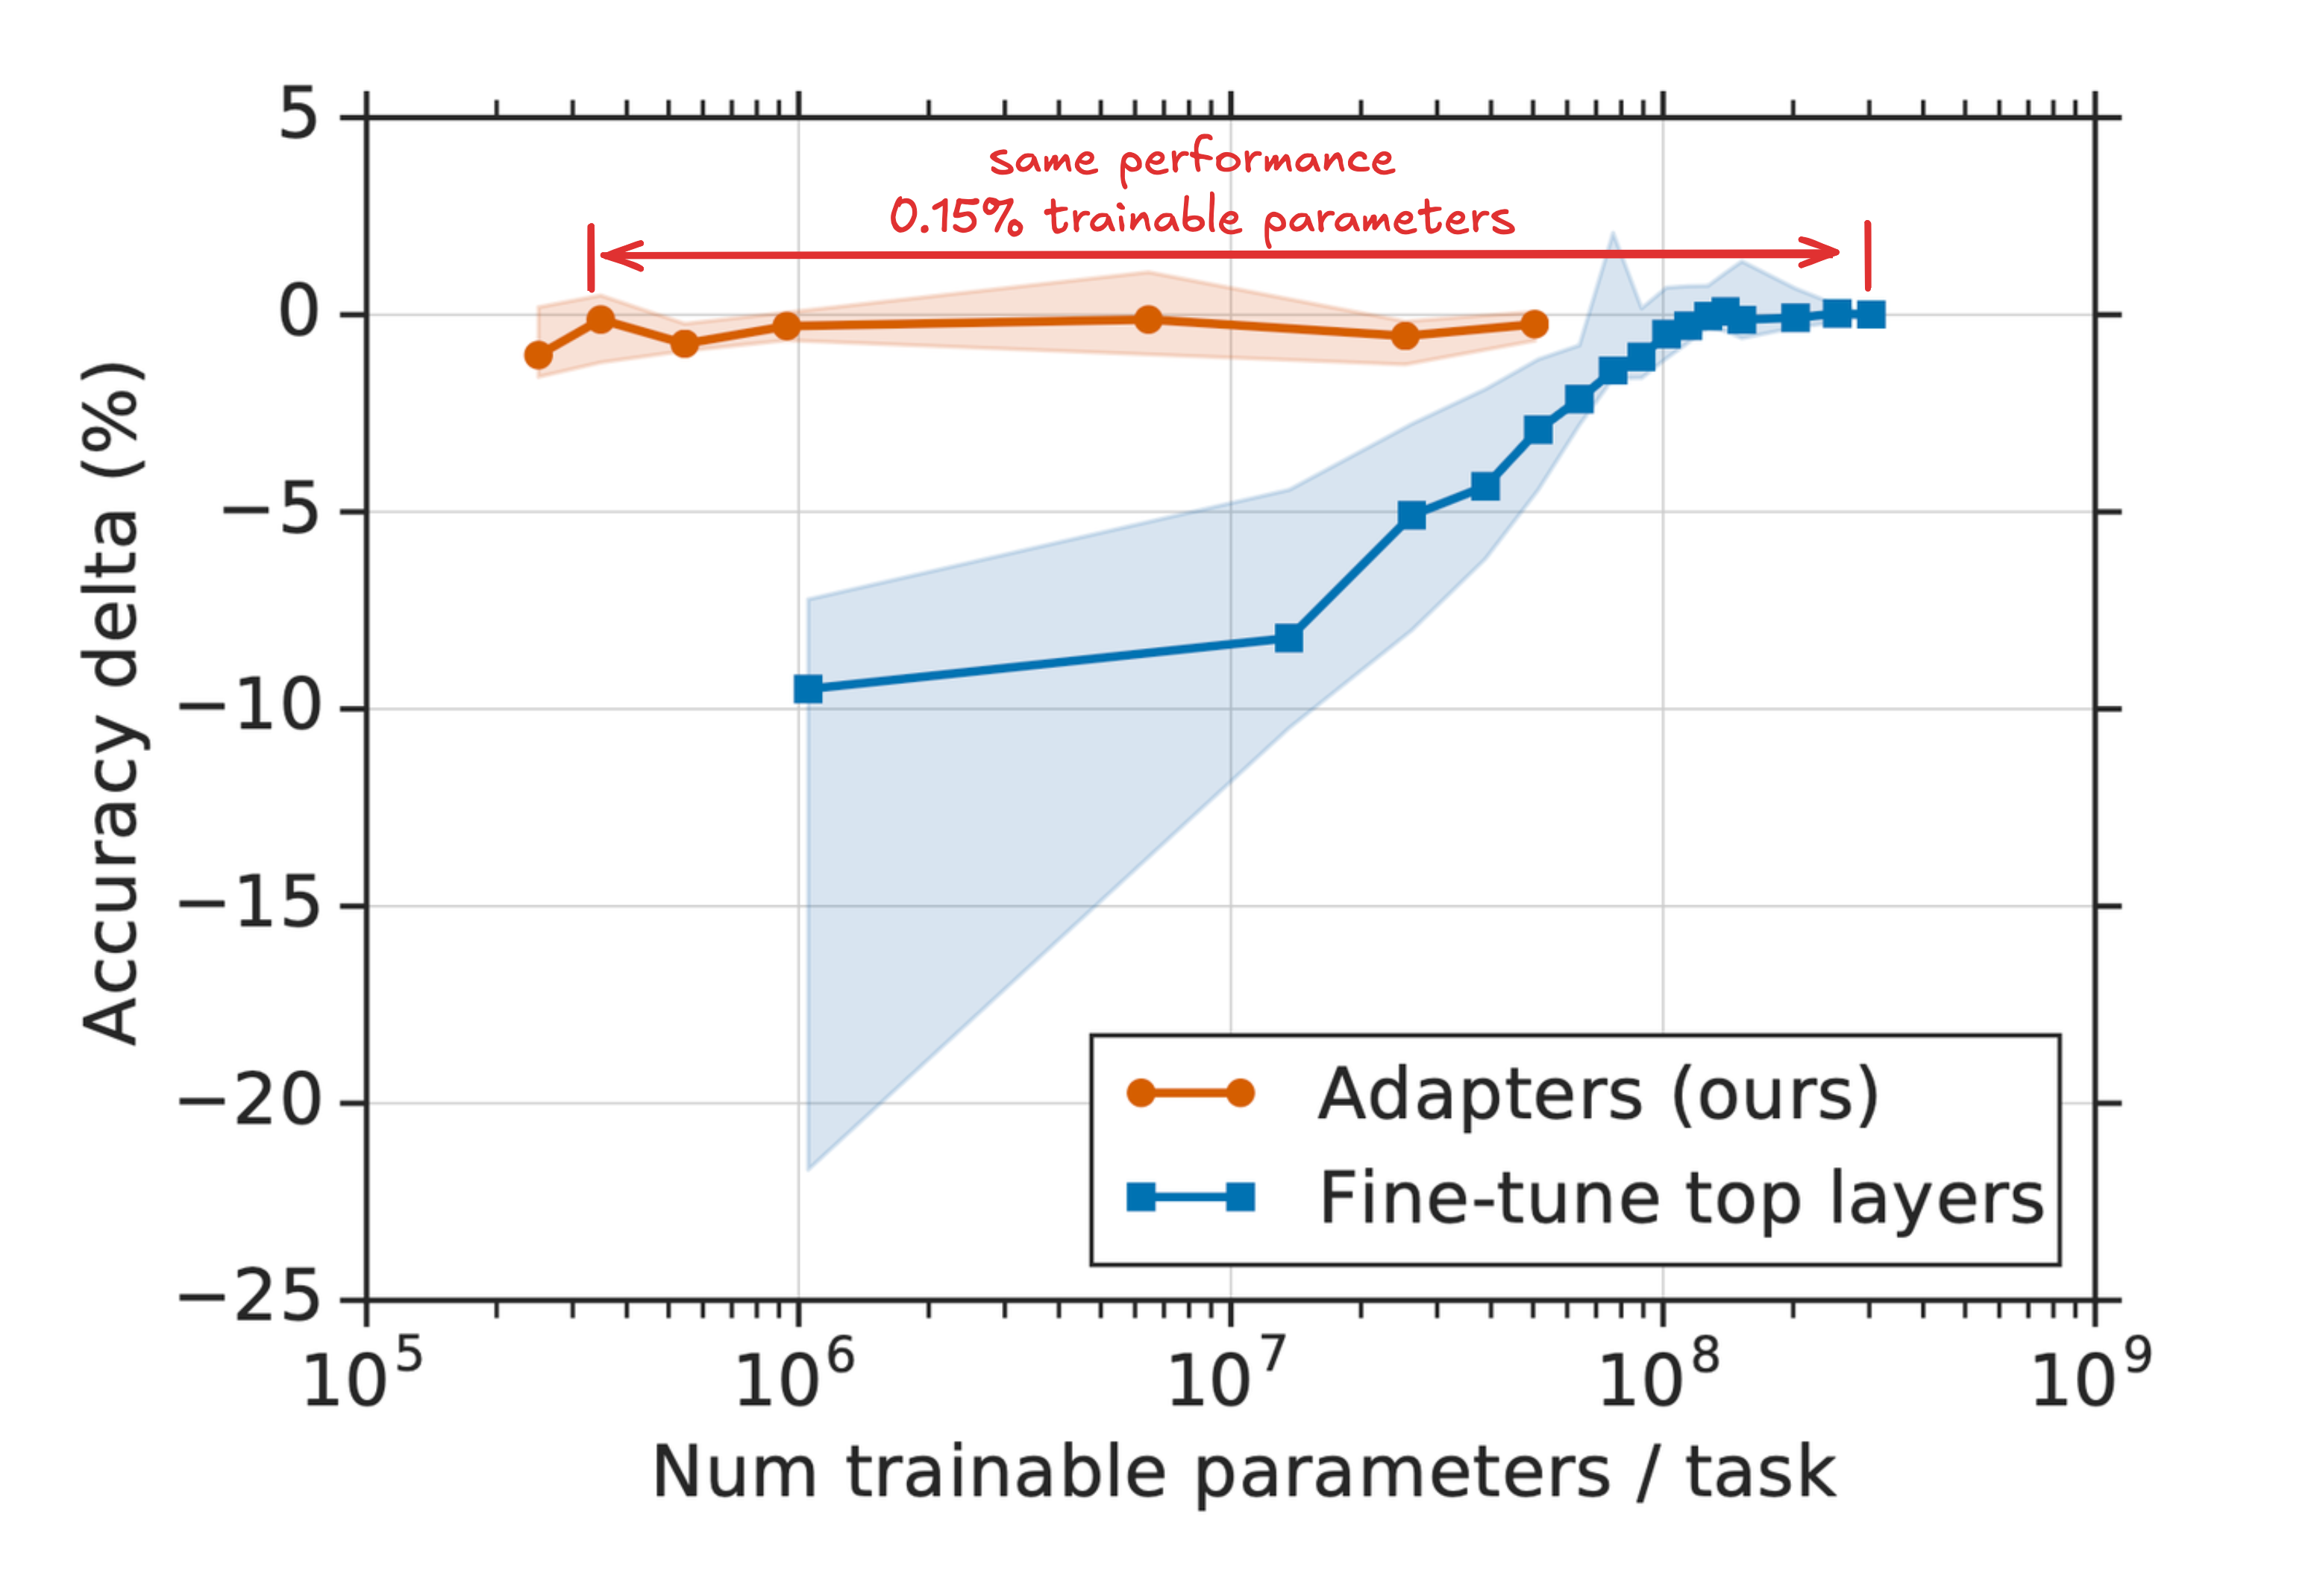 5
same performance
0.15% trainable parameters
0
−5
−10
−15
−20
−25
Accuracy delta (%)
Adapters (ours)
Fine-tune top layers
10^5 10^6 10^7 10^8 10^9
Num trainable parameters / task